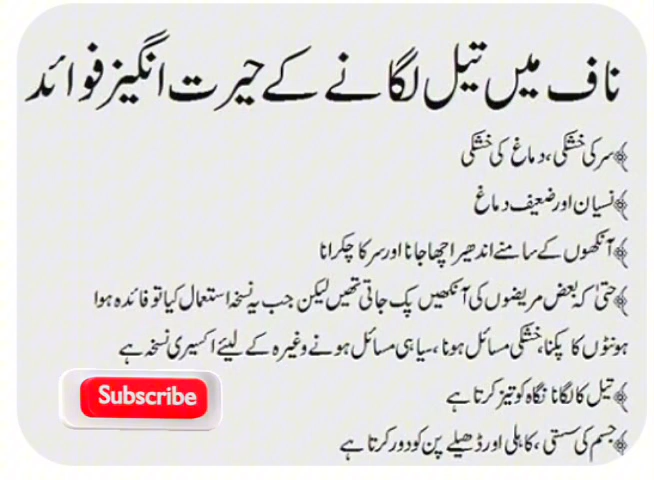 ناف میں تیل لگانے کے حیرت انگیز فوائد
سر کی خشکی، دماغ کی خشکی
نسیان اور ضعیف دماغ
آنکھوں کے سامنے اندھیرا چھا جانا اور سر کا چکرانا
حتیٰ کہ بعض مریضوں کی آنکھیں پک جاتی تھیں لیکن جب یہ نسخہ استعمال کیا تو فائدہ ہوا
ہونٹوں کا پکنا، خشکی مسائل ہونا، سیاہی مسائل ہونے وغیرہ کے لیئے اکسیری نسخہ ہے
Subscribe
تیل کا لگانا نگاہ کو تیز کرتا ہے
جسم کی سستی، کاہلی اور ڈھیلے پن کو دور کرتا ہے